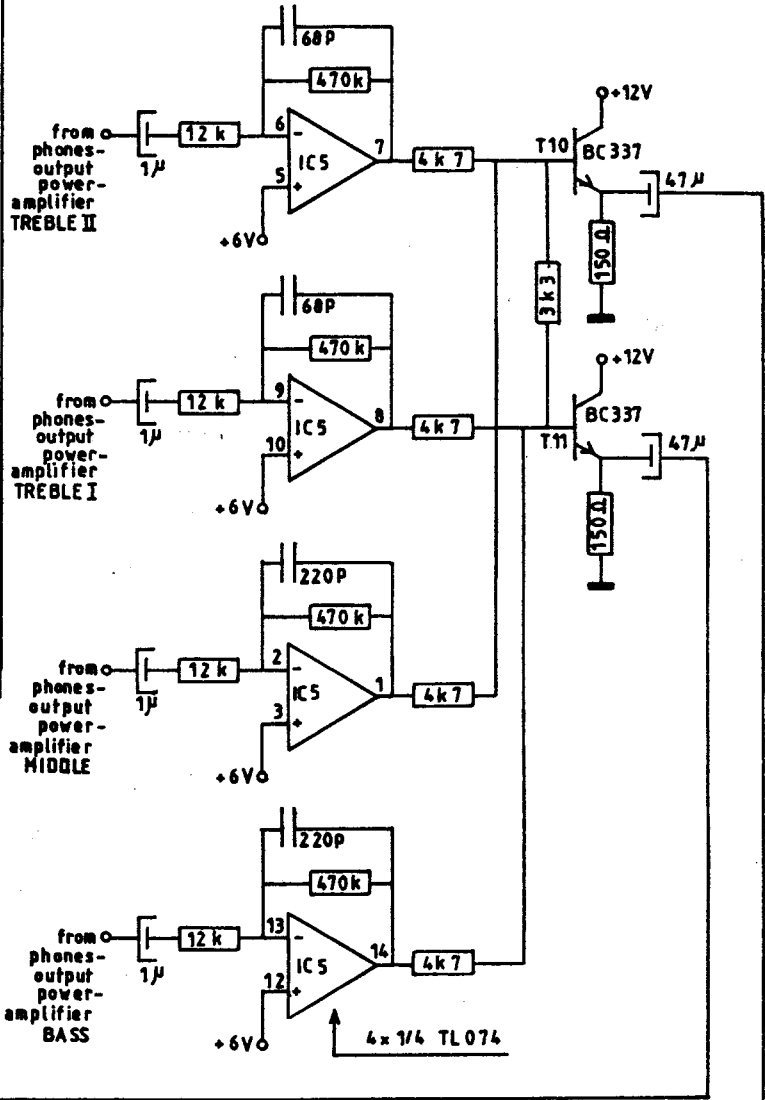 68P
470k
+12V
from
phones-
output
power-
amplifier
TREBLE II
1µ
12k
6
-
7
IC5
5
+
4k7
T10
BC337
47µ
150Ω
+6V
3k3
68P
470k
+12V
from
phones-
output
power-
amplifier
TREBLE I
1µ
12k
9
-
8
IC5
10
+
4k7
T11
BC337
47µ
150Ω
+6V
220P
470k
from
phones-
output
power-
amplifier
MIDDLE
1µ
12k
2
-
1
IC5
3
+
4k7
+6V
220p
470k
from
phones-
output
power-
amplifier
BASS
1µ
12k
13
-
14
IC5
12
+
4k7
+6V
4x 1/4 TL074